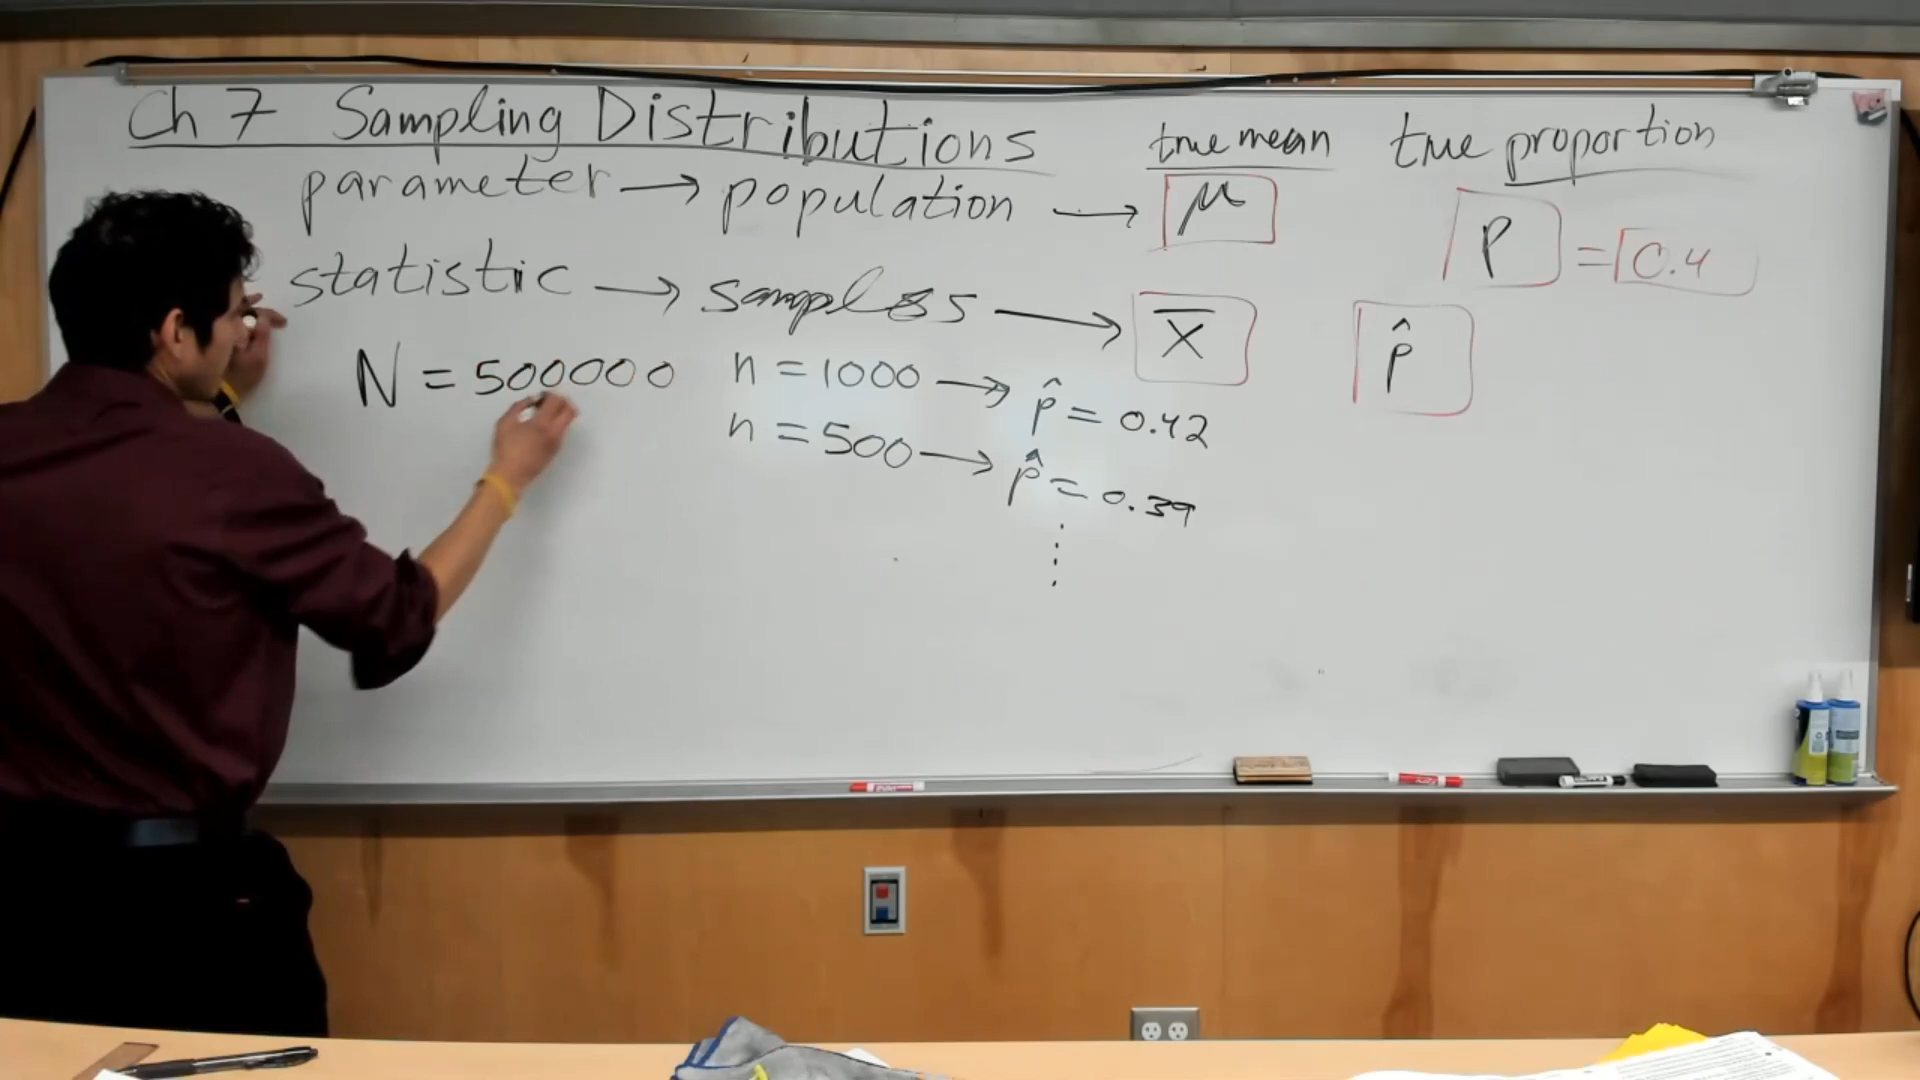 Ch 7 Sampling Distributions
true mean
true proportion
parameter → population → μ
P = 0.4
statistic → samples → x̄
p̂
N = 500000
n = 1000 → p̂ = 0.42
n = 500 → p̂ = 0.39
⋮